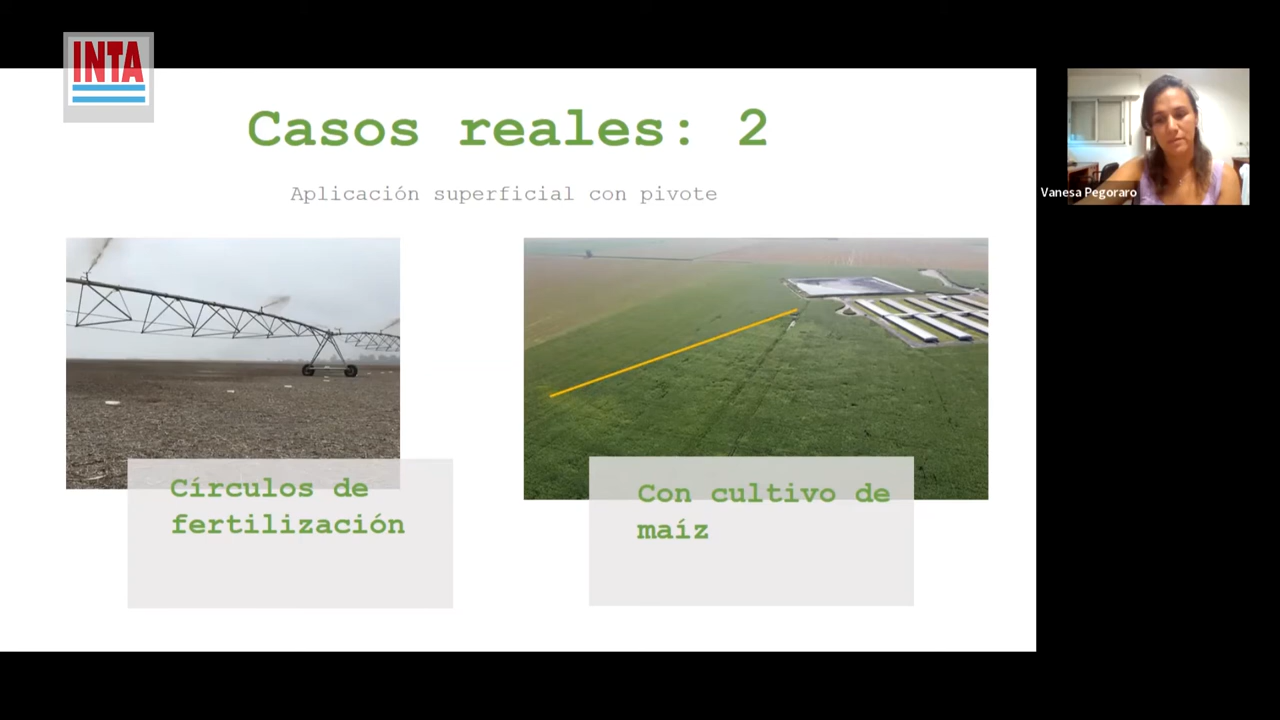 INTA
Casos reales: 2
Aplicación superficial con pivote
Vanesa Pegoraro
Círculos de
fertilización
Con cultivo de
maíz